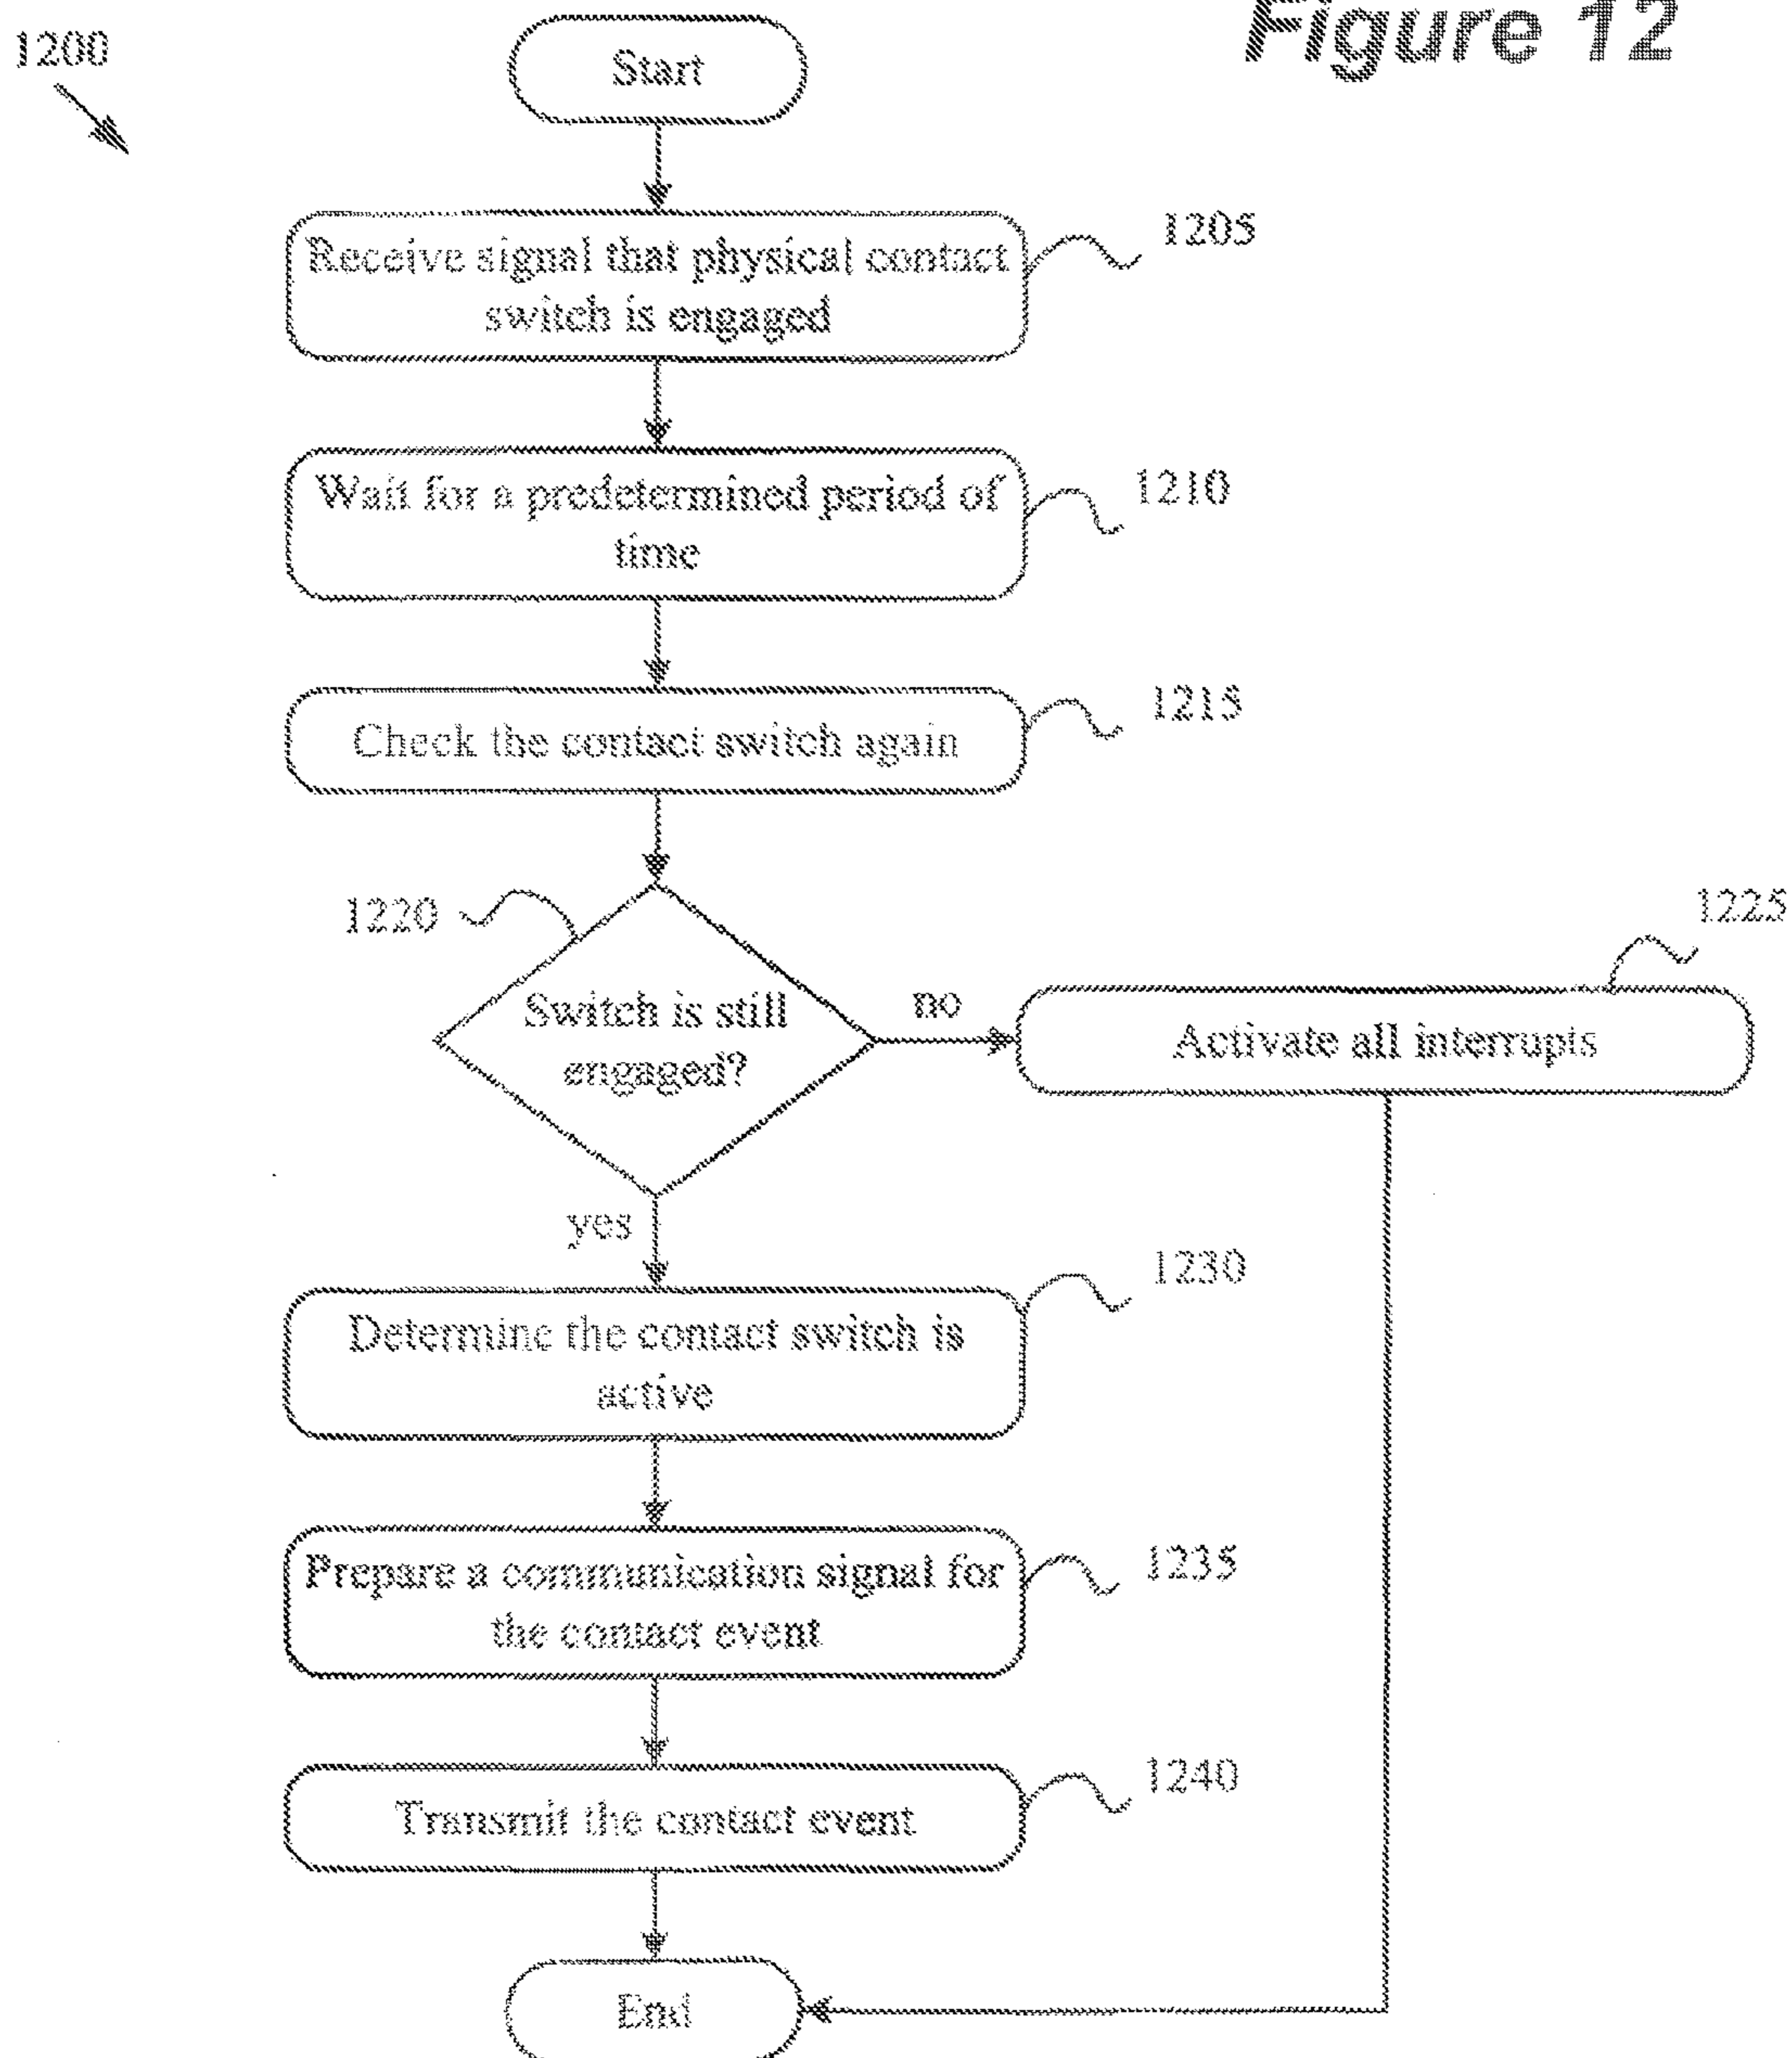 Figure 12
1200
Start
Receive signal that physical contact
switch is engaged
1205
Wait for a predetermined period of
time
1210
Check the contact switch again
1215
1220
Switch is still
engaged?
no
1225
Activate all interrupts
yes
Determine the contact switch is
active
1230
Prepare a communication signal for
the contact event
1235
Transmit the contact event
1240
End